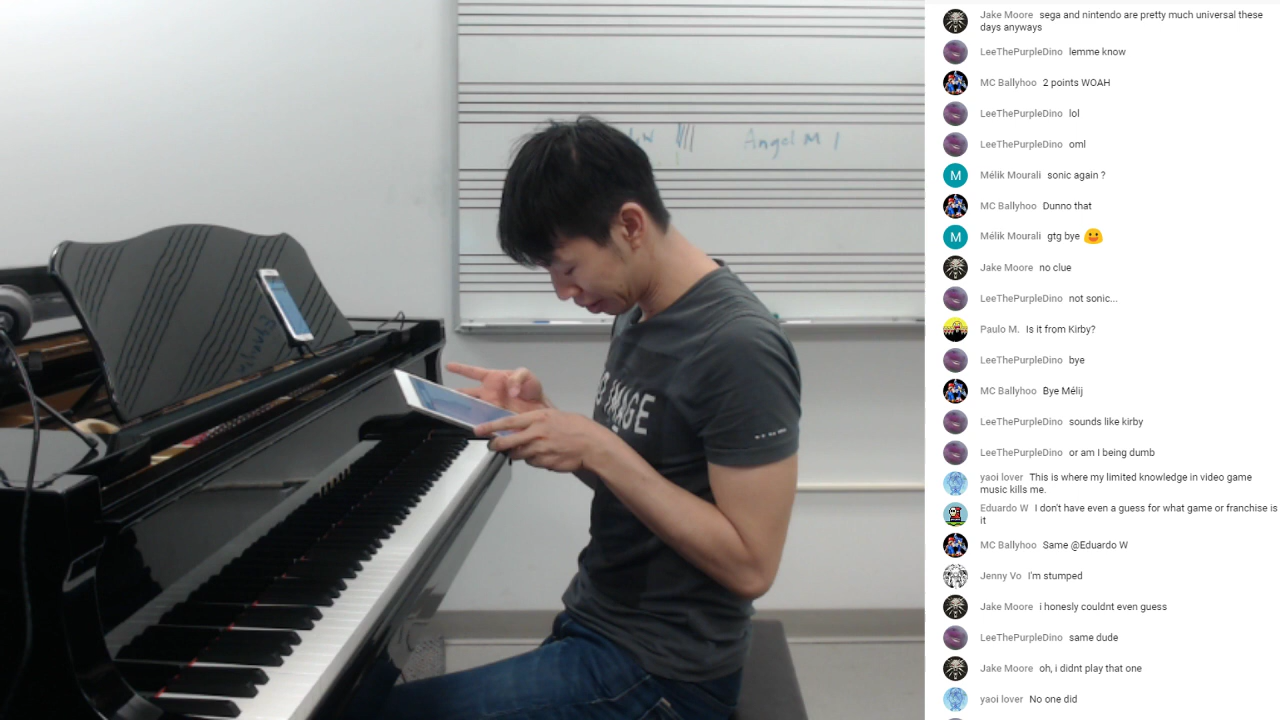 Angel M I
IMAGE
Jake Moore sega and nintendo are pretty much universal these
days anyways
LeeThePurpleDino lemme know
MC Ballyhoo 2 points WOAH
LeeThePurpleDino lol
LeeThePurpleDino oml
M Mélik Mourali sonic again ?
MC Ballyhoo Dunno that
M Mélik Mourali gtg bye
Jake Moore no clue
LeeThePurpleDino not sonic...
Paulo M. Is it from Kirby?
LeeThePurpleDino bye
MC Ballyhoo Bye Mélij
LeeThePurpleDino sounds like kirby
LeeThePurpleDino or am I being dumb
yaoi lover This is where my limited knowledge in video game
music kills me.
Eduardo W I don't have even a guess for what game or franchise is
it
MC Ballyhoo Same @Eduardo W
Jenny Vo I'm stumped
Jake Moore i honesly couldnt even guess
LeeThePurpleDino same dude
Jake Moore oh, i didnt play that one
yaoi lover No one did